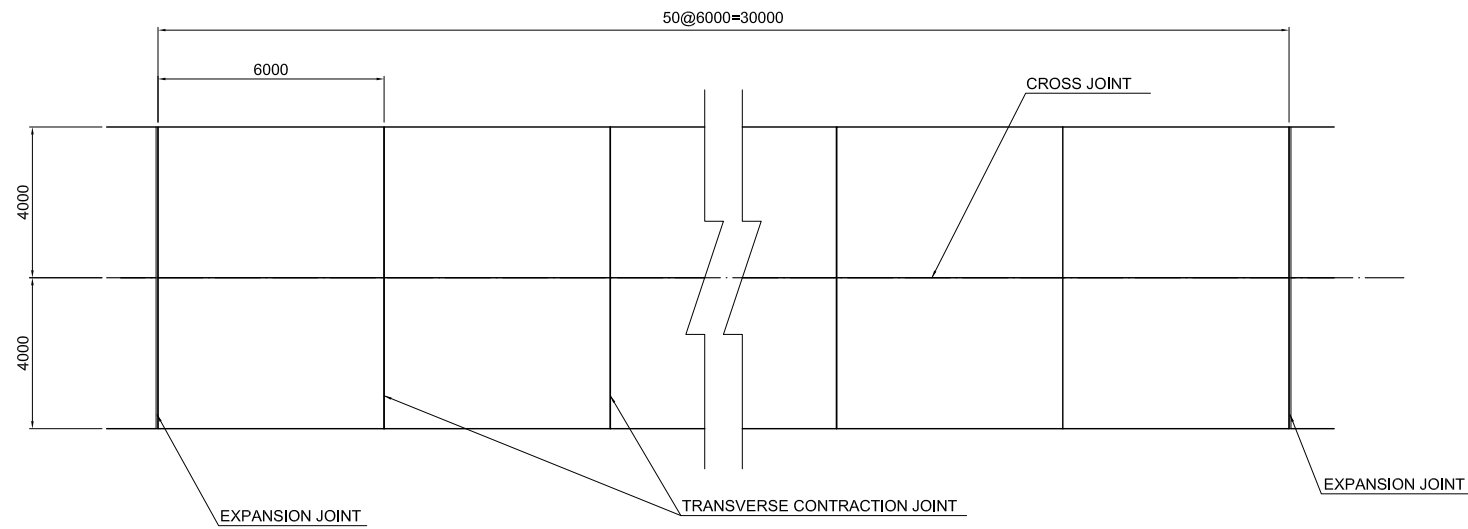 50@6000=30000
6000
CROSS JOINT
4000
4000
EXPANSION JOINT
TRANSVERSE CONTRACTION JOINT
EXPANSION JOINT